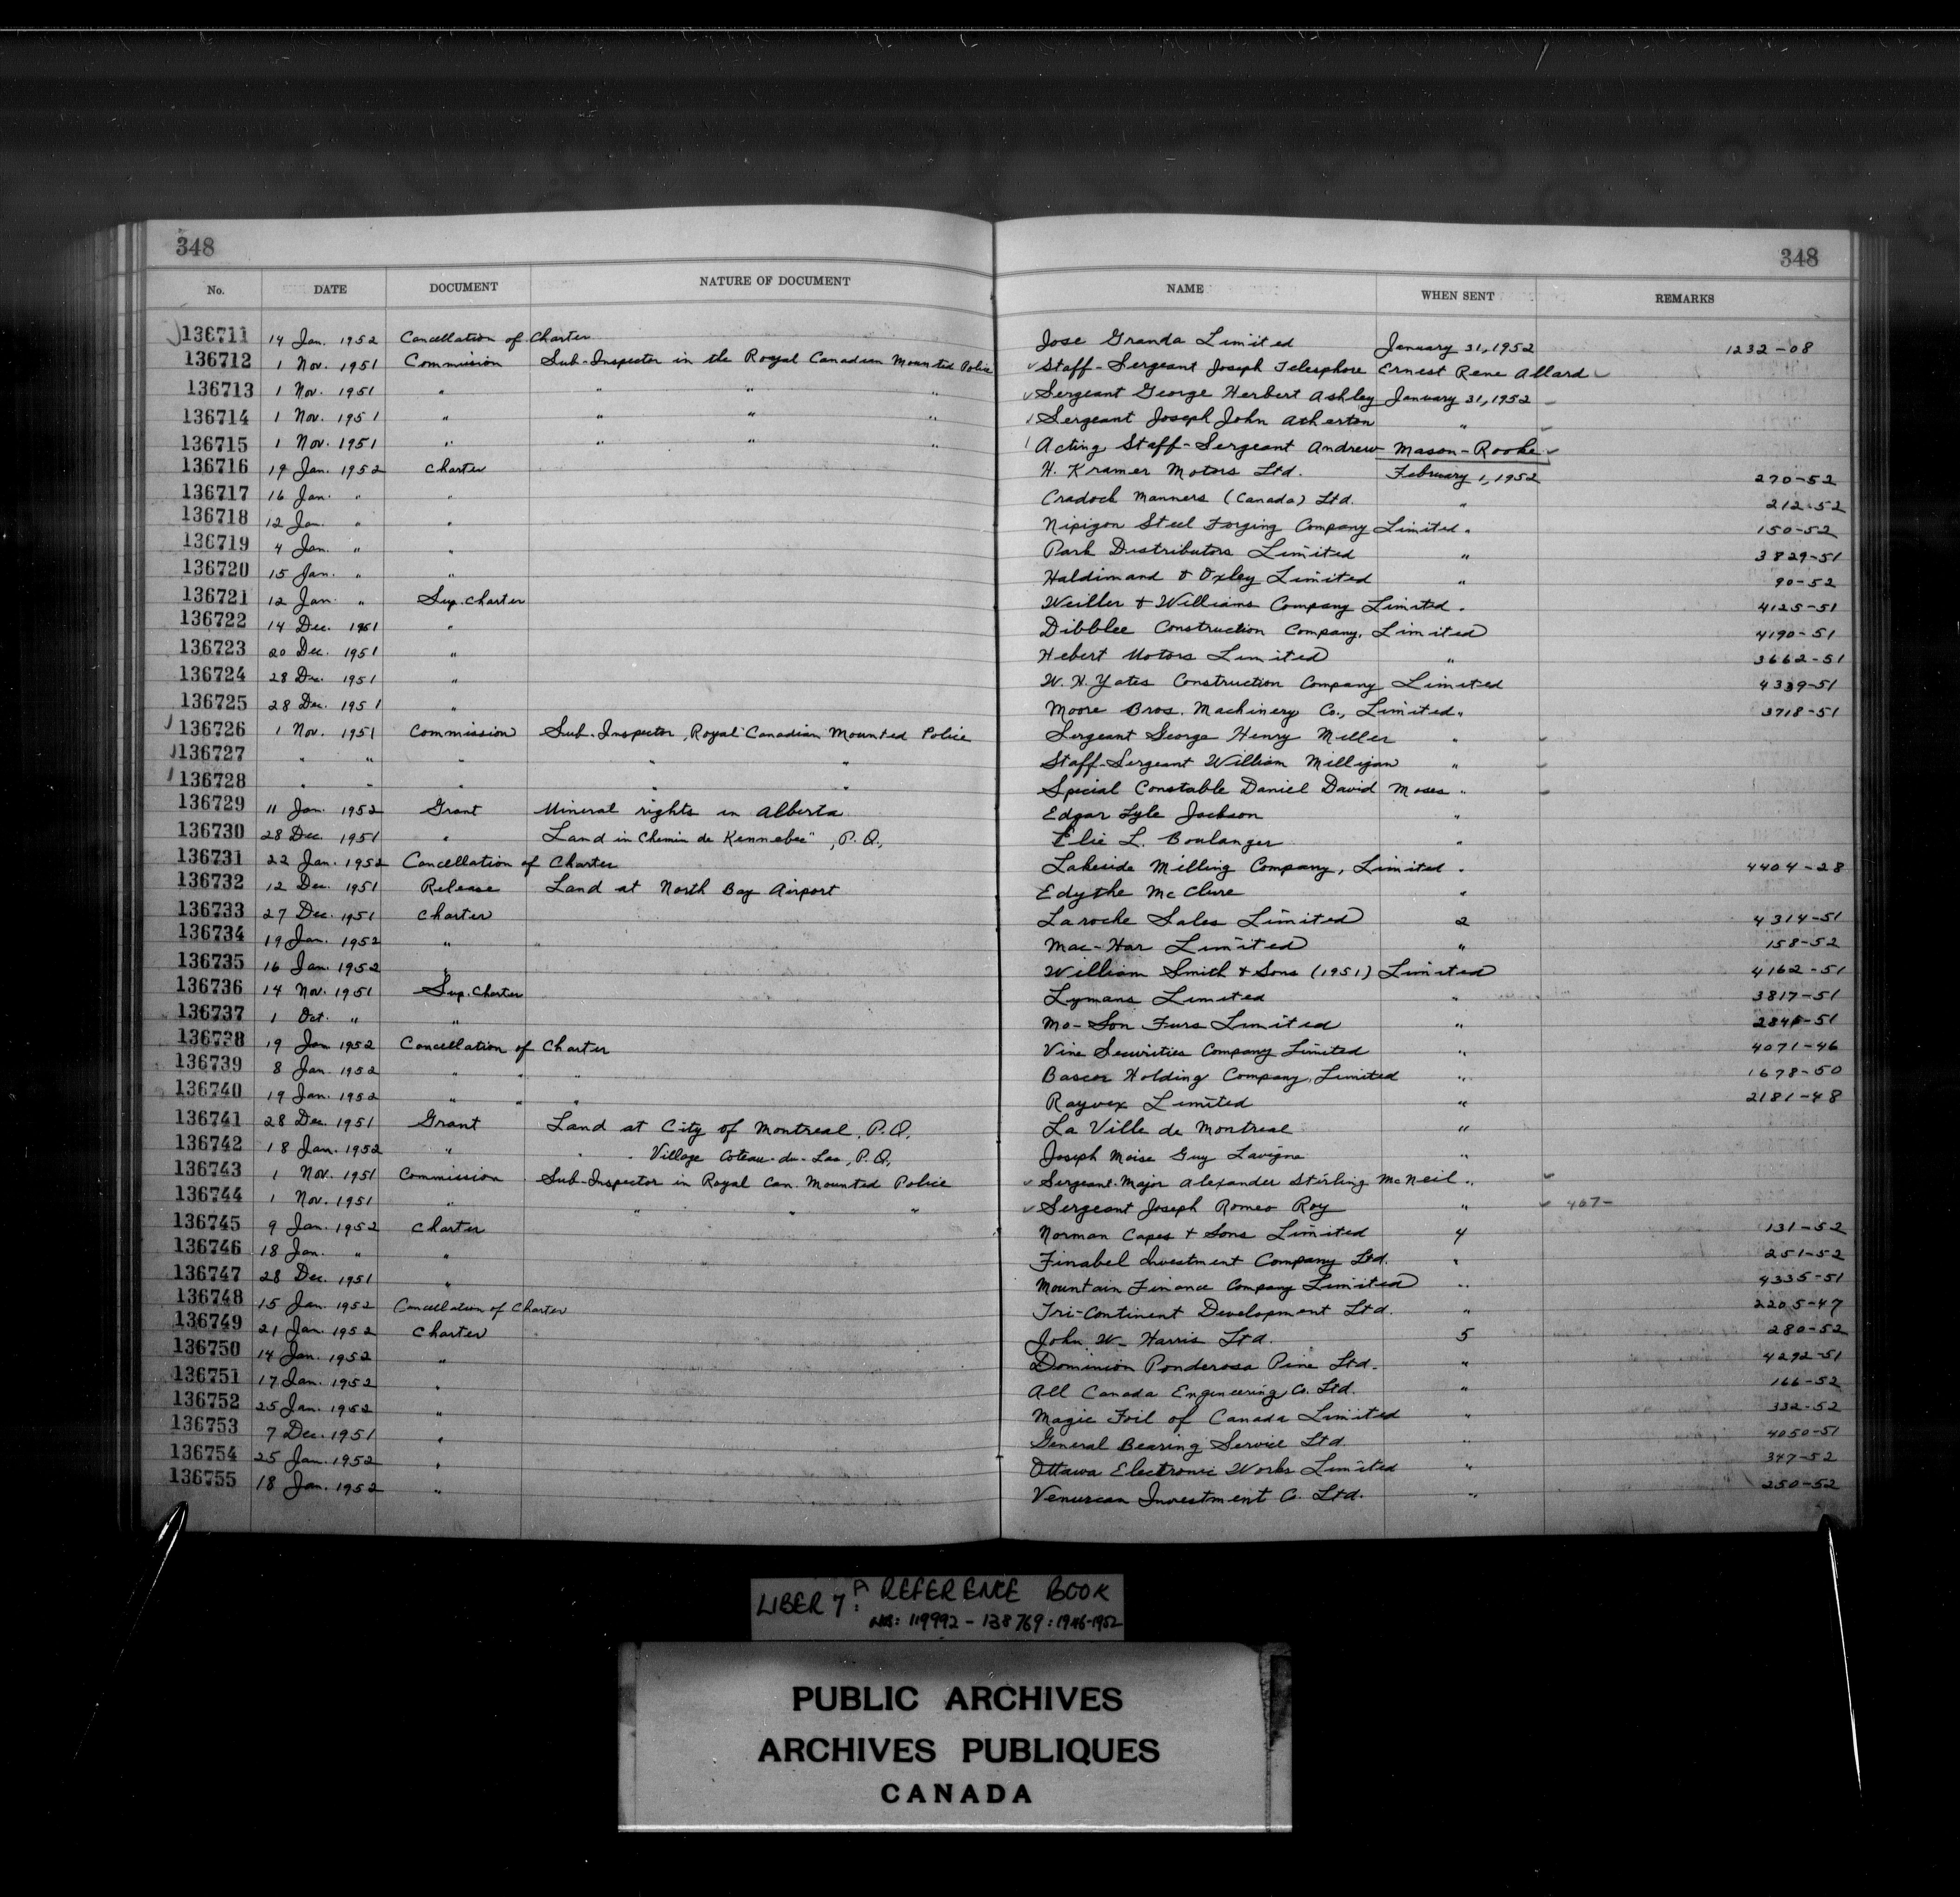 348 348
No. DATE DOCUMENT NATURE OF DOCUMENT NAME WHEN SENT REMARKS
136711 14 Jan. 1952 Cancellation of Charter Jose Granda Limited January 31, 1952 1232-08
136712 1 Nov. 1951 Commission Sub-Inspector in the Royal Canadian Mounted Police Staff-Sergeant Joseph Telesphore Ernest Rene Allard
136713 1 Nov. 1951 " " " " Sergeant George Herbert Ashley January 31, 1952
136714 1 Nov. 1951 " " " " Sergeant Joseph John Atherton "
136715 1 Nov. 1951 " " " " Acting Staff-Sergeant Andrew Mason-Rooke
136716 19 Jan. 1952 Charter H. Kramer Motors Ltd. February 1, 1952 270-52
136717 16 Jan. " " Cradock Manners (Canada) Ltd. " 212-52
136718 12 Jan. " " Nipigon Steel Forging Company Limited " 150-52
136719 4 Jan. " " Park Distributors Limited " 3829-51
136720 15 Jan. " " Haldimand & Oxley Limited " 90-52
136721 12 Jan. " Sup. Charter Weiller & Williams Company Limited " 4125-51
136722 14 Dec. 1951 " Dibblee Construction Company, Limited 4190-51
136723 20 Dec. 1951 " Hebert Motors Limited " 3662-51
136724 28 Dec. 1951 " W. H. Yates Construction Company Limited 4339-51
136725 28 Dec. 1951 " Moore Bros. Machinery Co., Limited " 3718-51
136726 1 Nov. 1951 Commission Sub-Inspector, Royal Canadian Mounted Police Sergeant George Henry Miller "
136727 " " " " " Staff-Sergeant William Milligan "
136728 " " " " " Special Constable Daniel David Moses "
136729 11 Jan. 1952 Grant Mineral rights in Alberta Edgar Lyle Jackson "
136730 28 Dec. 1951 " Land in Chemin de Kennebec", P.Q., Elie L. Boulanger "
136731 22 Jan. 1952 Cancellation of Charter Lakeside Milling Company, Limited " 4404-28
136732 12 Dec. 1951 Release Land at North Bay Airport Edythe McClure "
136733 27 Dec. 1951 Charter Laroche Sales Limited 2 4314-51
136734 19 Jan. 1952 " " Mac-Har Limited " 158-52
136735 16 Jan. 1952 " William Smith & Sons (1951) Limited 4162-51
136736 14 Nov. 1951 Sup. Charter Lymans Limited " 3817-51
136737 1 Oct. " " Mo-Son Furs Limited " -51
136738 19 Jan 1952 Cancellation of Charter Vine Securities Company Limited " 4071-46
136739 8 Jan. 1952 " " " Bascor Holding Company, Limited " 1678-50
136740 19 Jan. 1952 " " " Rayvex Limited " 2181-48
136741 28 Dec. 1951 Grant Land at City of Montreal, P.Q. La Ville de Montreal "
136742 18 Jan. 1952 " " " Village Coteau-du-Lac, P.Q., Joseph Moise Guy Lavigne "
136743 1 Nov. 1951 Commission Sub-Inspector in Royal Can. Mounted Police Sergeant-Major Alexander Stirling McNeil "
136744 1 Nov. 1951 " " " " Sergeant Joseph Romeo Roy " 407-
136745 9 Jan. 1952 Charter Norman Capes & Sons Limited 4 131-52
136746 18 Jan. " " Finabel Investment Company Ltd. " 251-52
136747 28 Dec. 1951 " Mountain Finance Company Limited " 4335-51
136748 15 Jan. 1952 Cancellation of Charter Tri-Continent Development Ltd. " 2205-47
136749 21 Jan. 1952 Charter John W. Harris Ltd. 5 280-52
136750 14 Jan. 1952 " Dominion Ponderosa Pine Ltd. " 4292-51
136751 17 Jan. 1952 " All Canada Engineering Co. Ltd. " 166-52
136752 25 Jan. 1952 " Magic Foil of Canada Limited " 332-52
136753 7 Dec. 1951 " General Bearing Service Ltd. " 4050-51
136754 25 Jan. 1952 " Ottawa Electronic Works Limited " 347-52
136755 18 Jan. 1952 " Venurcan Investment Co. Ltd. " 250-52
LIBER 7A: REFERENCE BOOK
NOS: 119992-138769: 1946-1952
PUBLIC ARCHIVES
ARCHIVES PUBLIQUES
CANADA